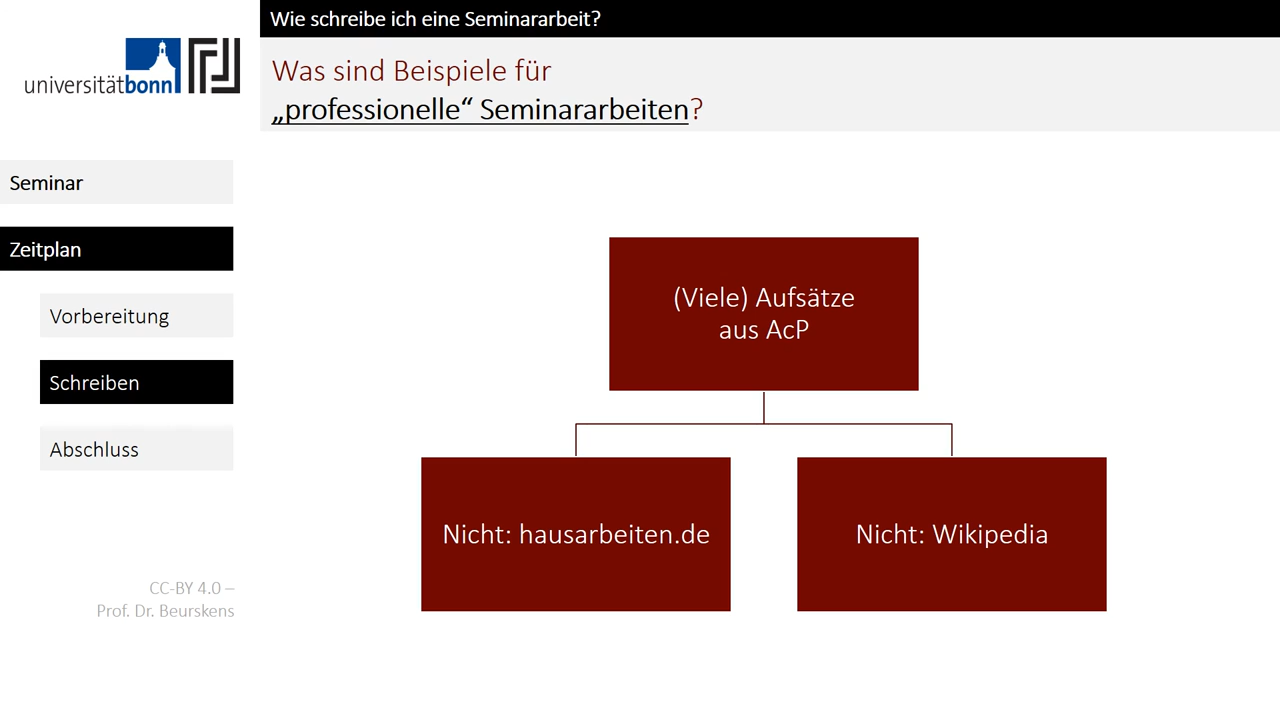 Wie schreibe ich eine Seminararbeit?
universitätbonn
Was sind Beispiele für
„professionelle“ Seminararbeiten?
Seminar
Zeitplan
Vorbereitung
Schreiben
Abschluss
(Viele) Aufsätze
aus AcP
Nicht: hausarbeiten.de
Nicht: Wikipedia
CC-BY 4.0 –
Prof. Dr. Beurskens